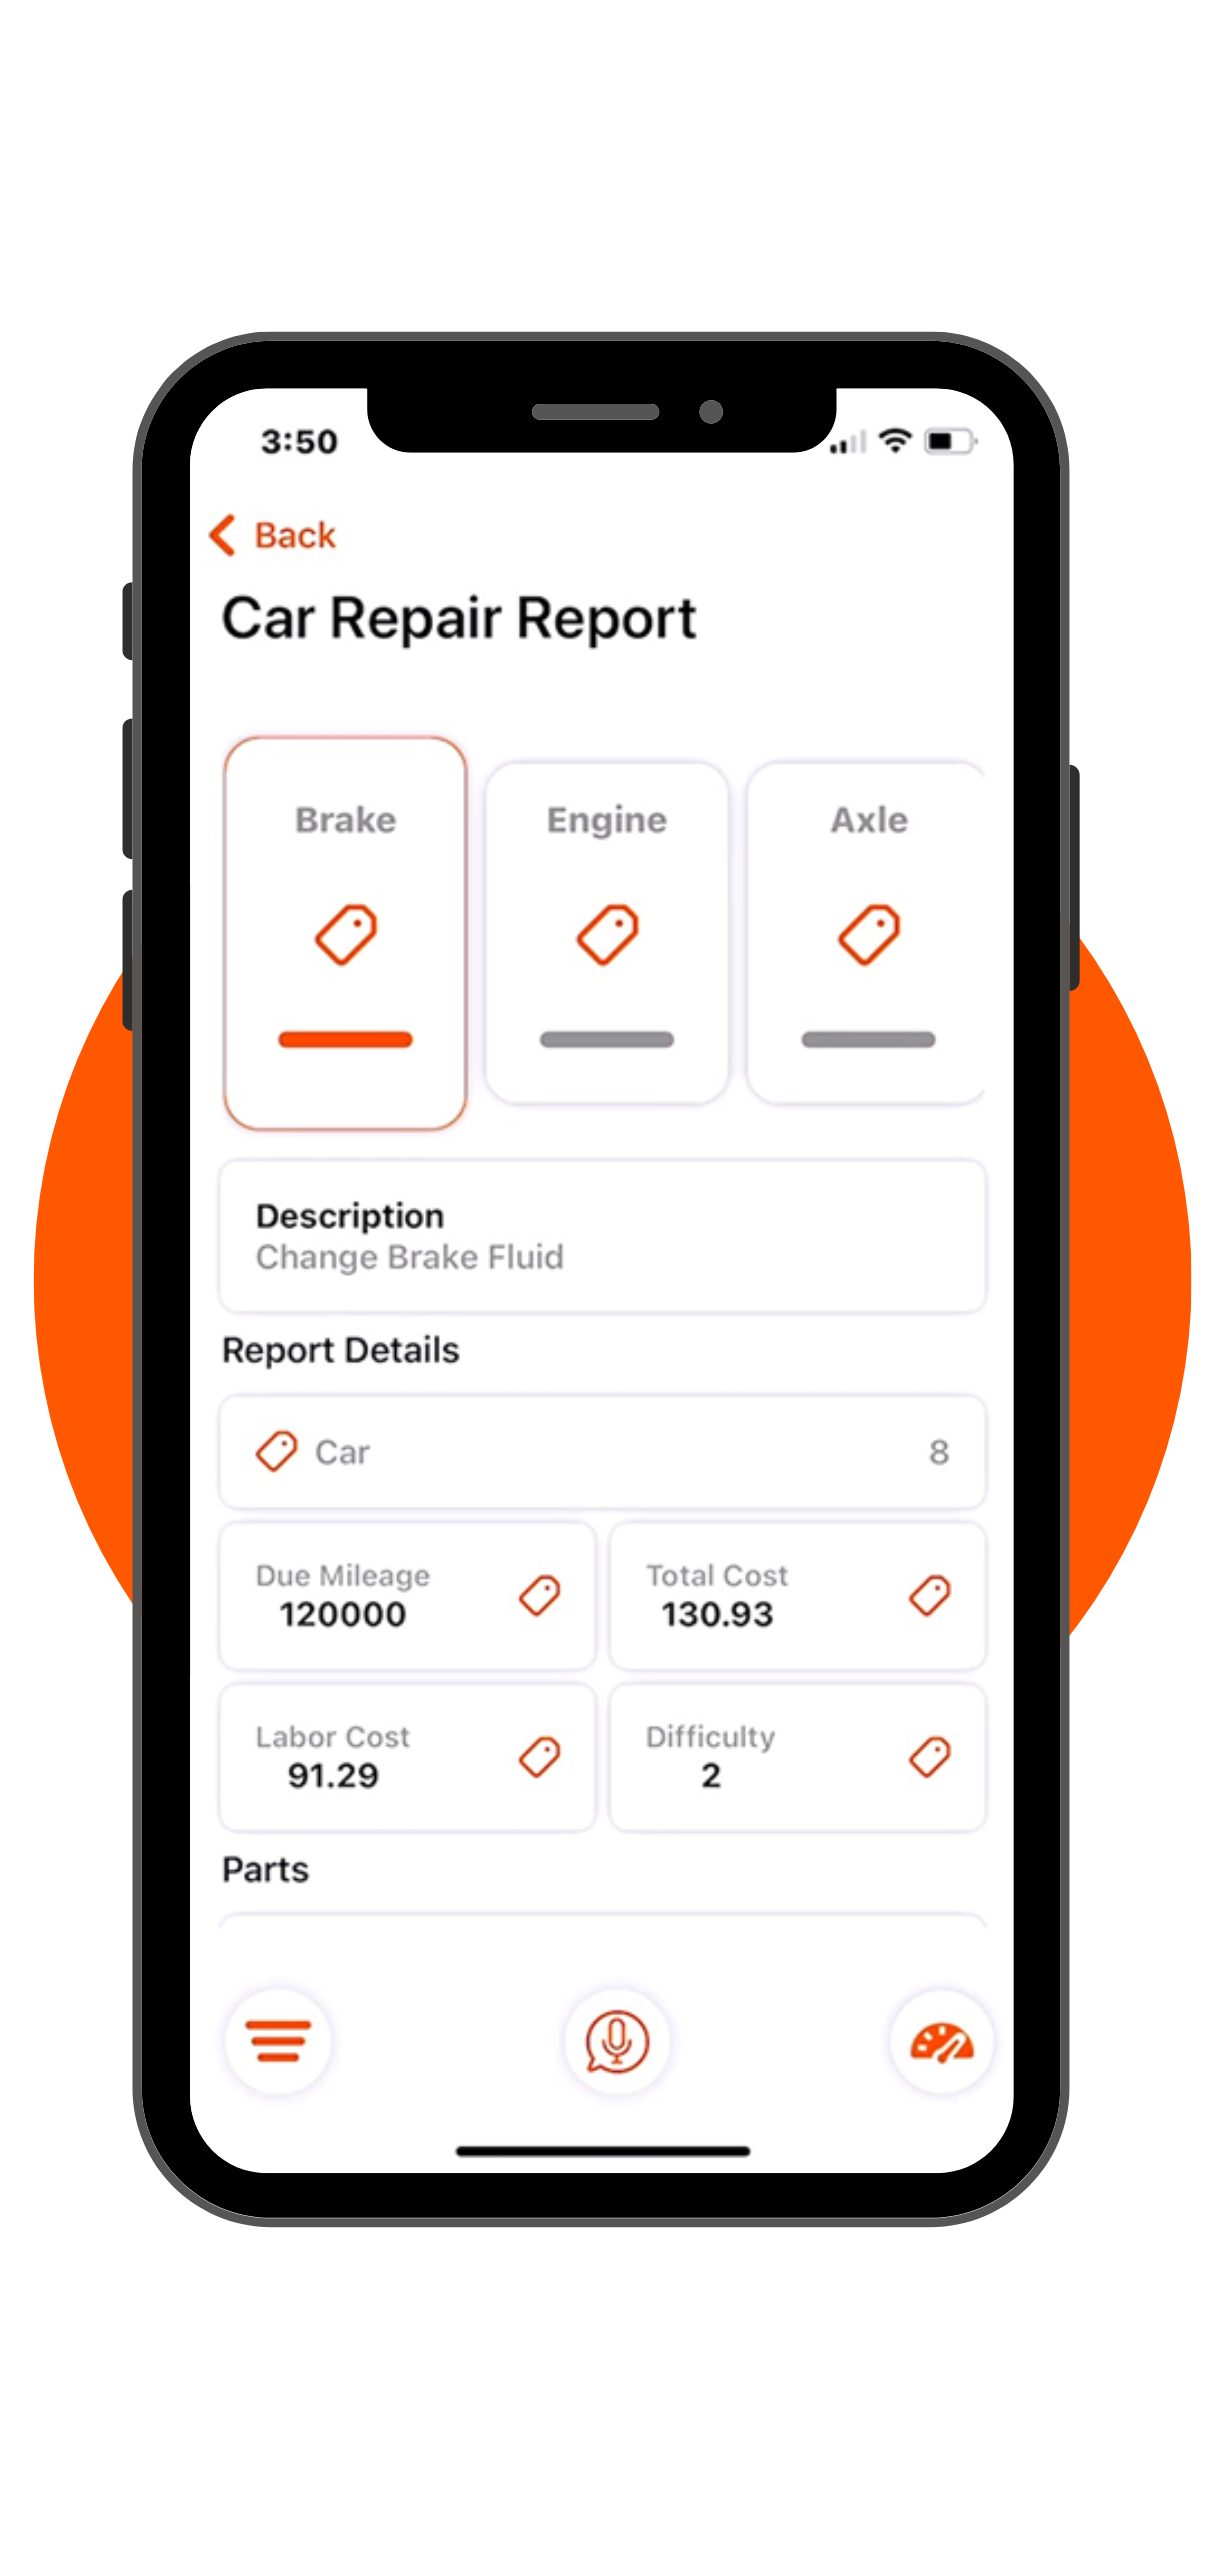 3:50
Back
Car Repair Report
Brake
Engine
Axle
Description
Change Brake Fluid
Report Details
Car 8
Due Mileage
120000
Total Cost
130.93
Labor Cost
91.29
Difficulty
2
Parts